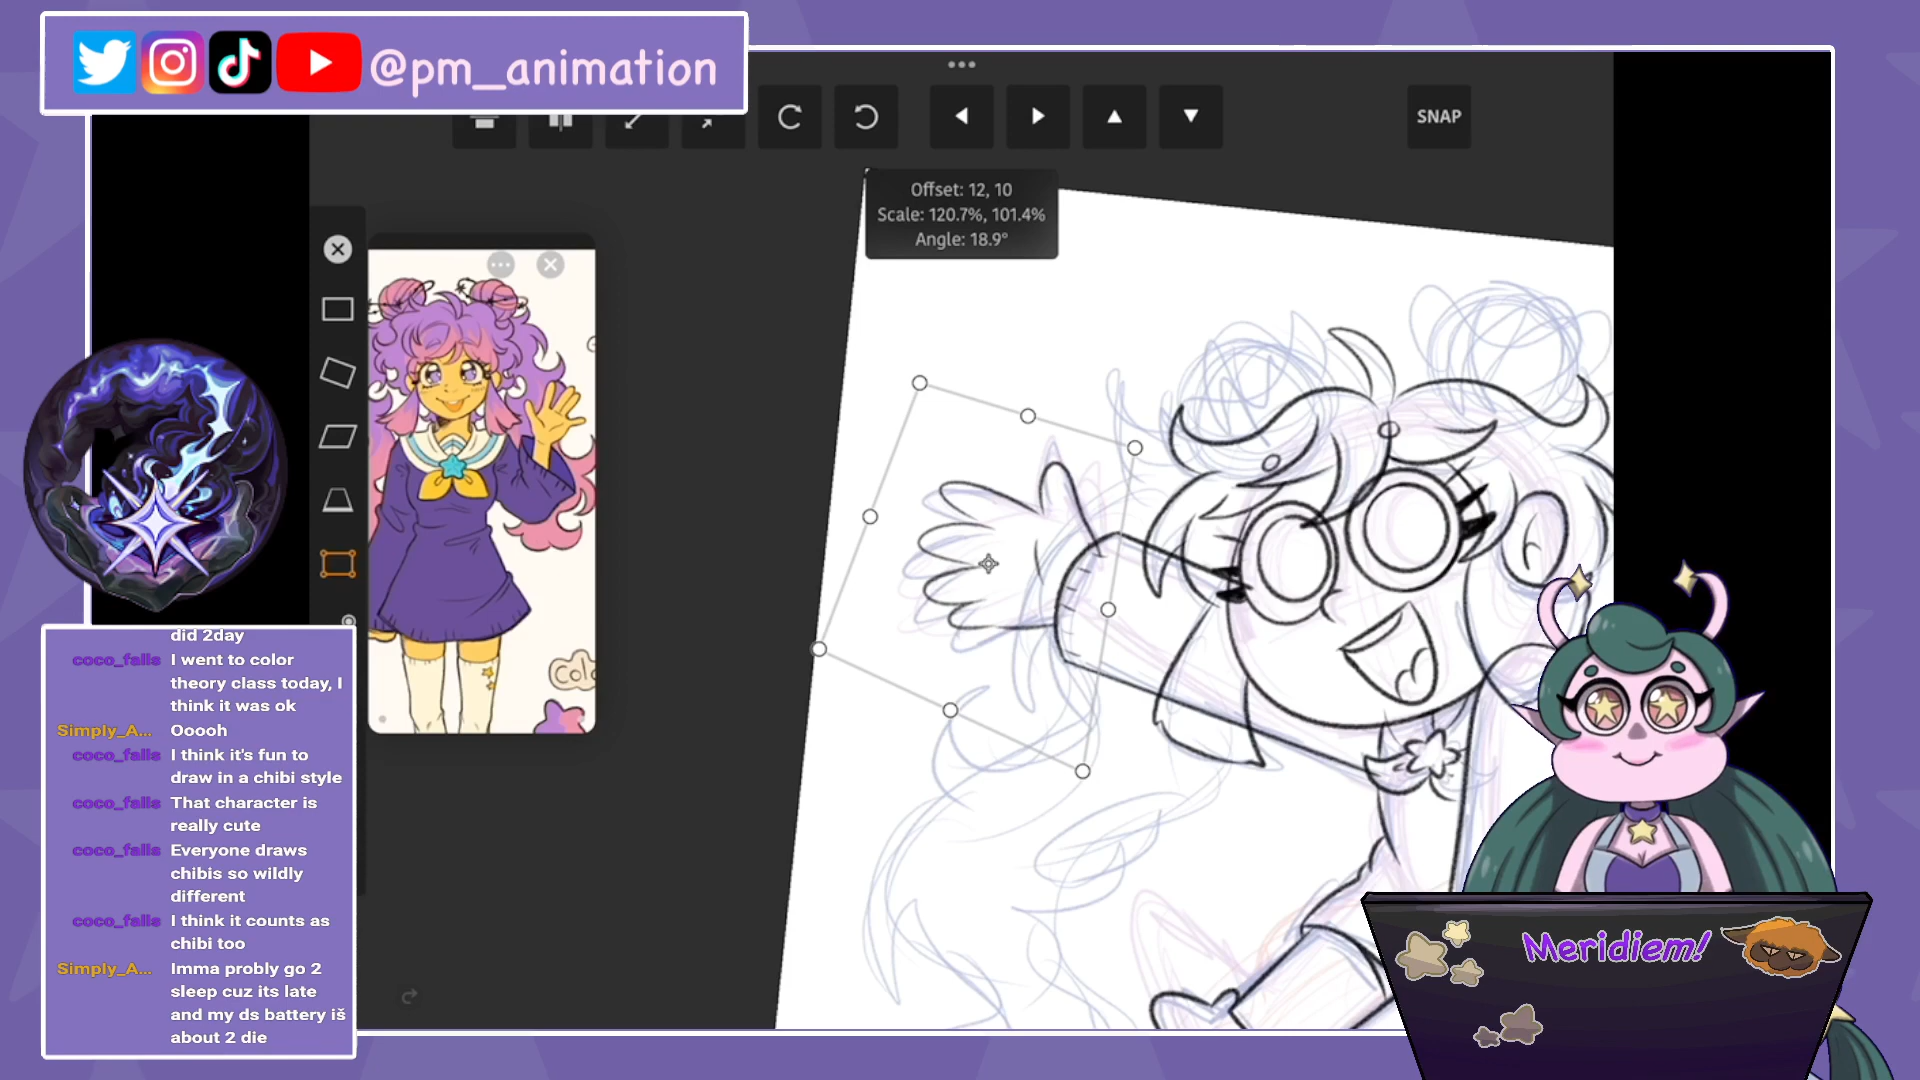 @pm_animation
SNAP
Offset: 12, 10
Scale: 120.7%, 101.4%
Angle: 18.9°
Colo
did 2day
coco_falls I went to color
theory class today, I
think it was ok
Simply_A... Ooooh
coco_falls I think it's fun to
draw in a chibi style
coco_falls That character is
really cute
coco_falls Everyone draws
chibis so wildly
different
coco_falls I think it counts as
chibi too
Simply_A... Imma probly go 2
sleep cuz its late
and my ds battery iš
about 2 die
Meridiem!